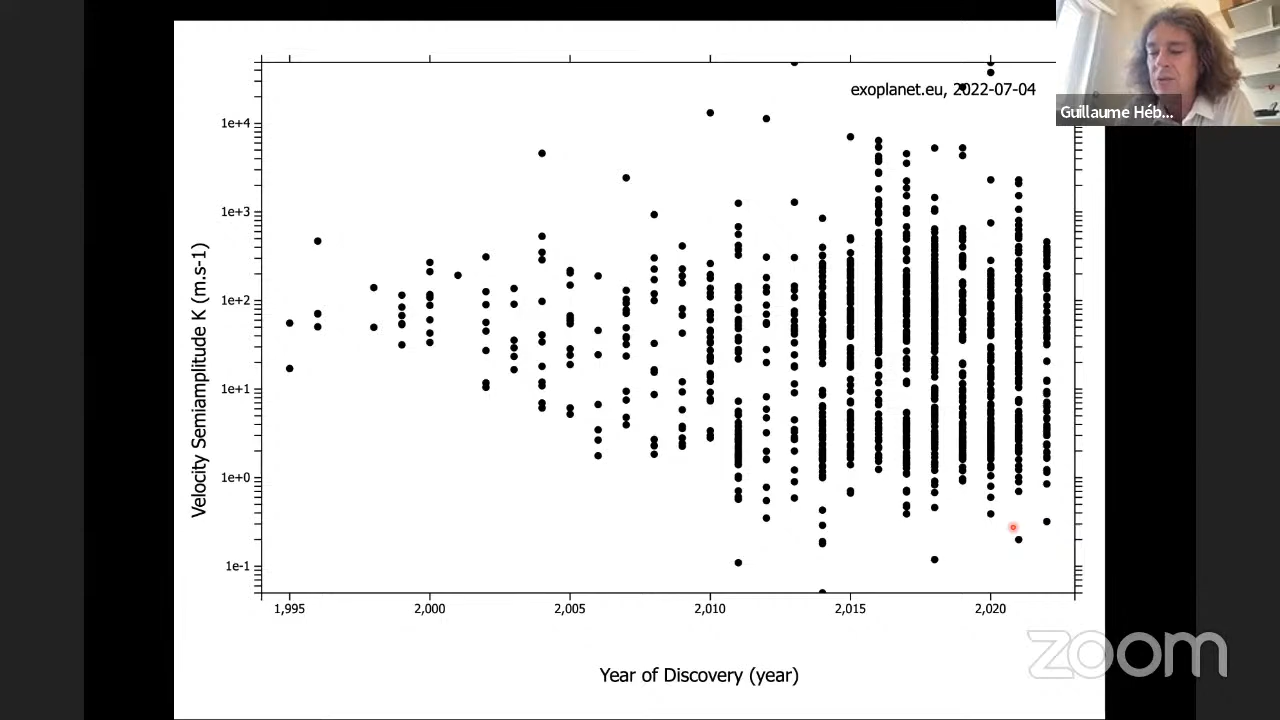 exoplanet.eu, 2022-07-04
Guillaume Héb...
1e+4
1e+3
1e+2
1e+1
1e+0
1e-1
Velocity Semiamplitude K (m.s-1)
1,995
2,000
2,005
2,010
2,015
2,020
Year of Discovery (year)
zoom